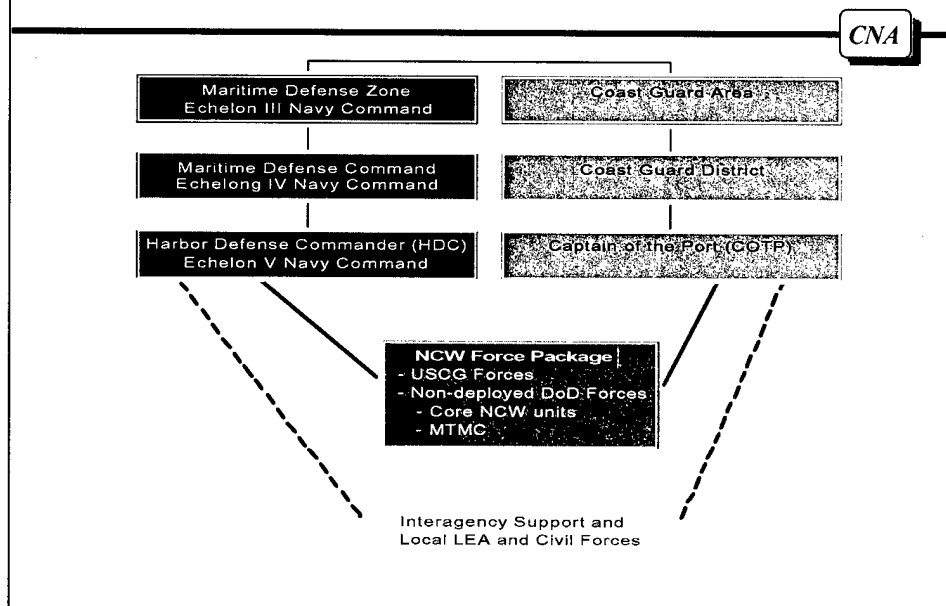 CNA
Maritime Defense Zone
Echelon III Navy Command
Coast Guard Area
Maritime Defense Command
Echelong IV Navy Command
Coast Guard District
Harbor Defense Commander (HDC)
Echelon V Navy Command
Captain of the Port (COTP)
NCW Force Package
- USCG Forces
- Non-deployed DoD Forces
- Core NCW units
- MTMC
Interagency Support and
Local LEA and Civil Forces